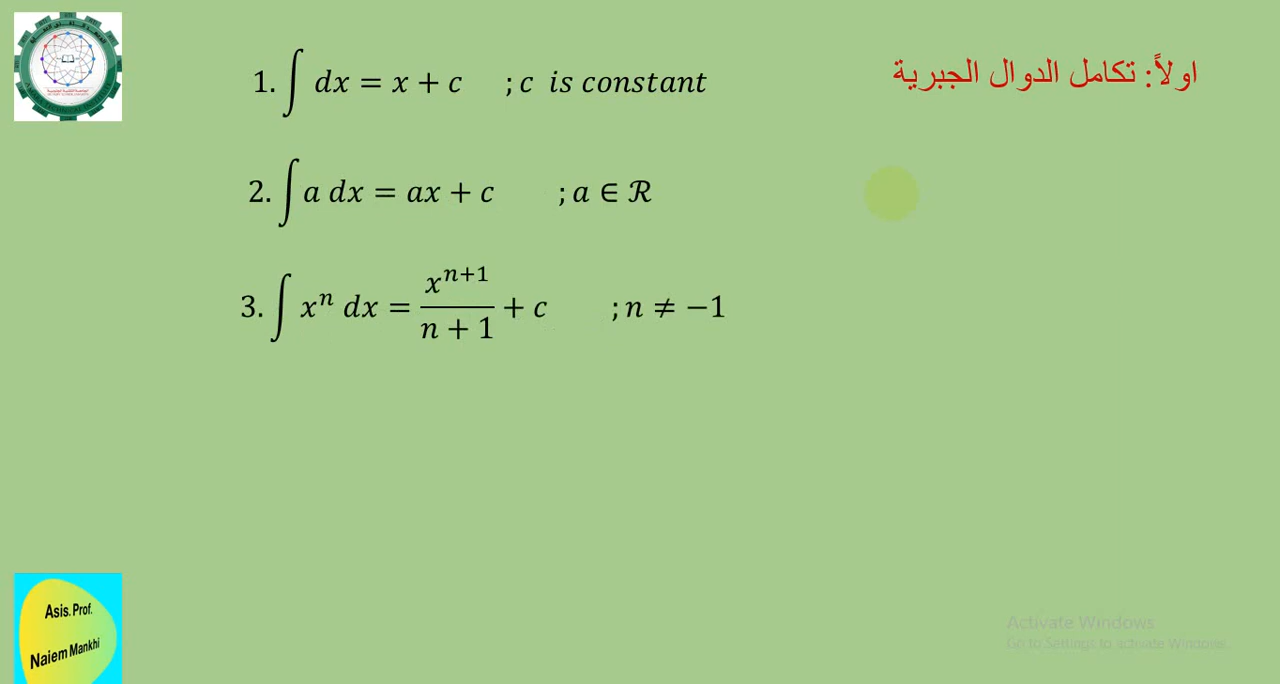 اولاً: تكامل الدوال الجبرية
1. ∫ dx = x + c ; c is constant
2. ∫ a dx = ax + c ; a ∈ ℛ
3. ∫ xⁿ dx = xⁿ⁺¹/(n + 1) + c ; n ≠ −1
Asis. Prof.
Naiem Mankhi
Activate Windows
Go to Settings to activate Windows.